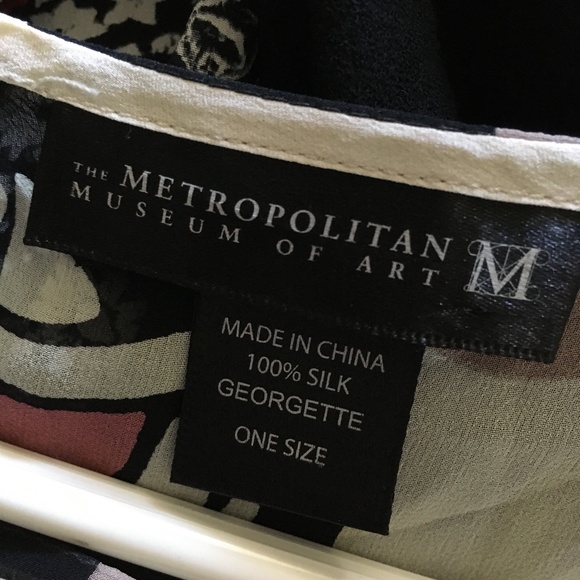 THE METROPOLITAN
MUSEUM OF ART M
MADE IN CHINA
100% SILK
GEORGETTE
ONE SIZE